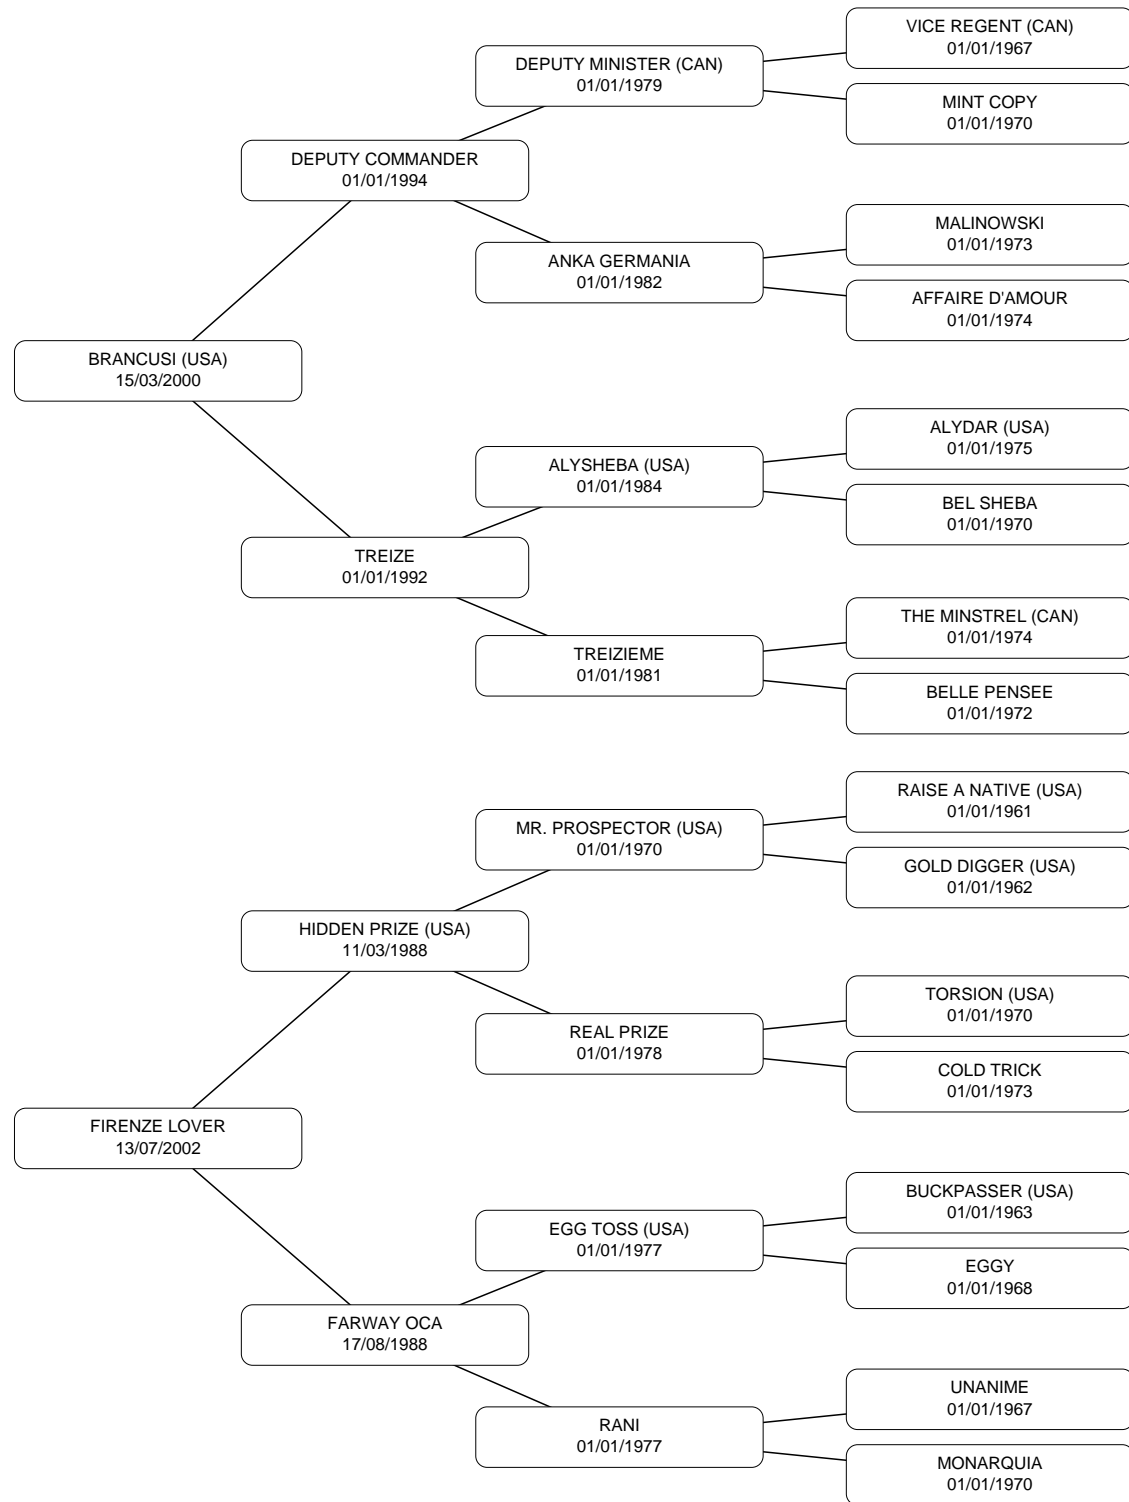 VICE REGENT (CAN)
01/01/1967
DEPUTY MINISTER (CAN)
01/01/1979
MINT COPY
01/01/1970
DEPUTY COMMANDER
01/01/1994
MALINOWSKI
01/01/1973
ANKA GERMANIA
01/01/1982
AFFAIRE D'AMOUR
01/01/1974
BRANCUSI (USA)
15/03/2000
ALYDAR (USA)
01/01/1975
ALYSHEBA (USA)
01/01/1984
BEL SHEBA
01/01/1970
TREIZE
01/01/1992
THE MINSTREL (CAN)
01/01/1974
TREIZIEME
01/01/1981
BELLE PENSEE
01/01/1972
RAISE A NATIVE (USA)
01/01/1961
MR. PROSPECTOR (USA)
01/01/1970
GOLD DIGGER (USA)
01/01/1962
HIDDEN PRIZE (USA)
11/03/1988
TORSION (USA)
01/01/1970
REAL PRIZE
01/01/1978
COLD TRICK
01/01/1973
FIRENZE LOVER
13/07/2002
BUCKPASSER (USA)
01/01/1963
EGG TOSS (USA)
01/01/1977
EGGY
01/01/1968
FARWAY OCA
17/08/1988
UNANIME
01/01/1967
RANI
01/01/1977
MONARQUIA
01/01/1970